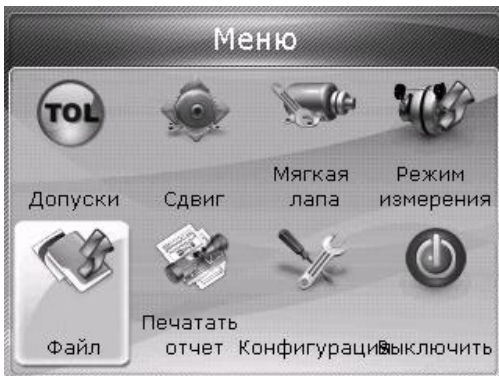 Меню
TOL
Допуски
Сдвиг
Мягкая
лапа
Режим
измерения
Файл
Печатать
отчет
Конфигурация
Выключить